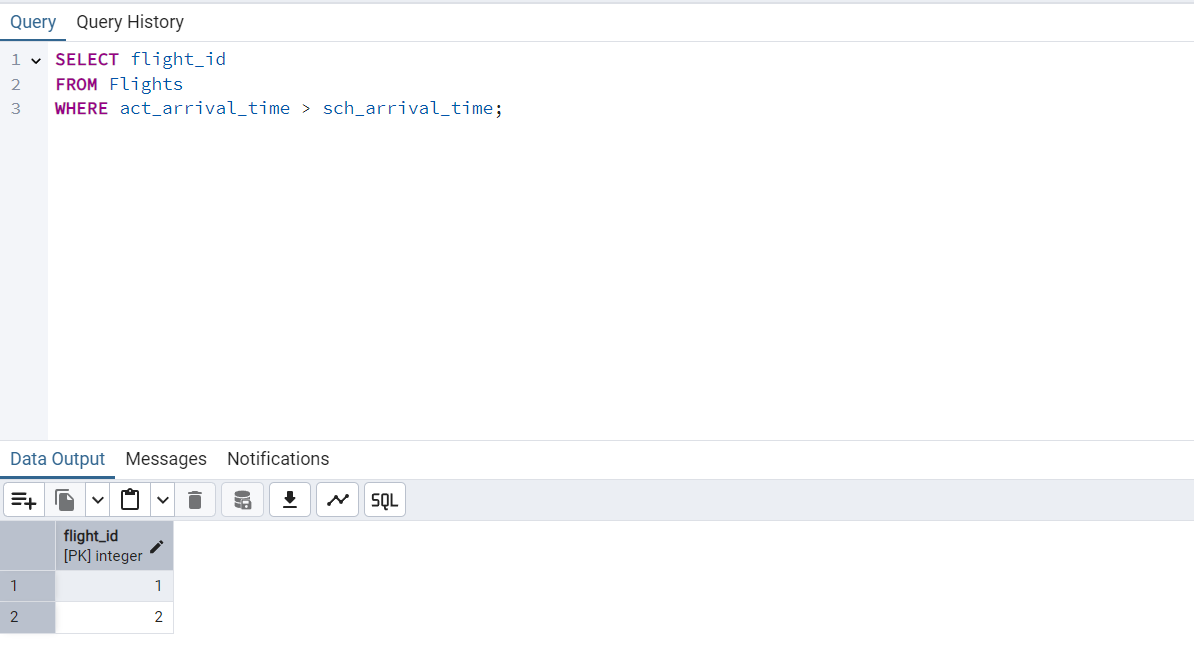 Query Query History
1 SELECT flight_id
2 FROM Flights
3 WHERE act_arrival_time > sch_arrival_time;
Data Output Messages Notifications
SQL
flight_id
[PK] integer
1 1
2 2